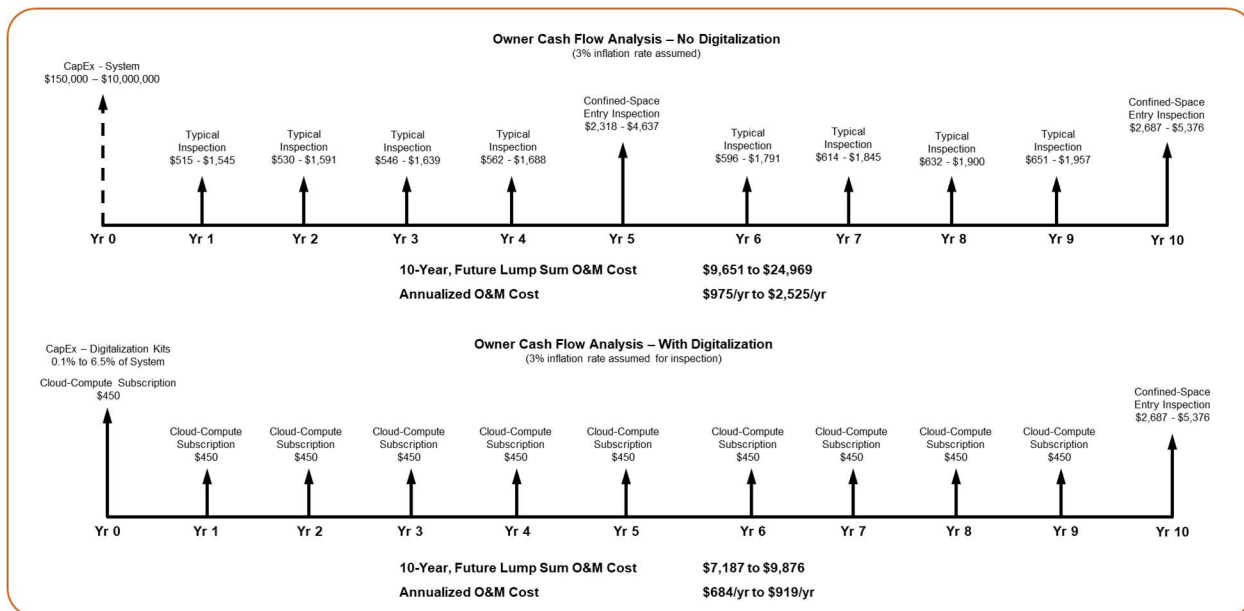 Owner Cash Flow Analysis – No Digitalization
(3% inflation rate assumed)
CapEx - System
$150,000 – $10,000,000
Typical
Inspection
$515 - $1,545
Typical
Inspection
$530 - $1,591
Typical
Inspection
$546 - $1,639
Typical
Inspection
$562 - $1,688
Confined-Space
Entry Inspection
$2,318 - $4,637
Typical
Inspection
$596 - $1,791
Typical
Inspection
$614 - $1,845
Typical
Inspection
$632 - $1,900
Typical
Inspection
$651 - $1,957
Confined-Space
Entry Inspection
$2,687 - $5,376
Yr 0
Yr 1
Yr 2
Yr 3
Yr 4
Yr 5
Yr 6
Yr 7
Yr 8
Yr 9
Yr 10
10-Year, Future Lump Sum O&M Cost $9,651 to $24,969
Annualized O&M Cost $975/yr to $2,525/yr
Owner Cash Flow Analysis – With Digitalization
(3% inflation rate assumed for inspection)
CapEx – Digitalization Kits
0.1% to 6.5% of System
Cloud-Compute Subscription
$450
Cloud-Compute
Subscription
$450
Cloud-Compute
Subscription
$450
Cloud-Compute
Subscription
$450
Cloud-Compute
Subscription
$450
Cloud-Compute
Subscription
$450
Cloud-Compute
Subscription
$450
Cloud-Compute
Subscription
$450
Cloud-Compute
Subscription
$450
Cloud-Compute
Subscription
$450
Confined-Space
Entry Inspection
$2,687 - $5,376
Yr 0
Yr 1
Yr 2
Yr 3
Yr 4
Yr 5
Yr 6
Yr 7
Yr 8
Yr 9
Yr 10
10-Year, Future Lump Sum O&M Cost $7,187 to $9,876
Annualized O&M Cost $684/yr to $919/yr